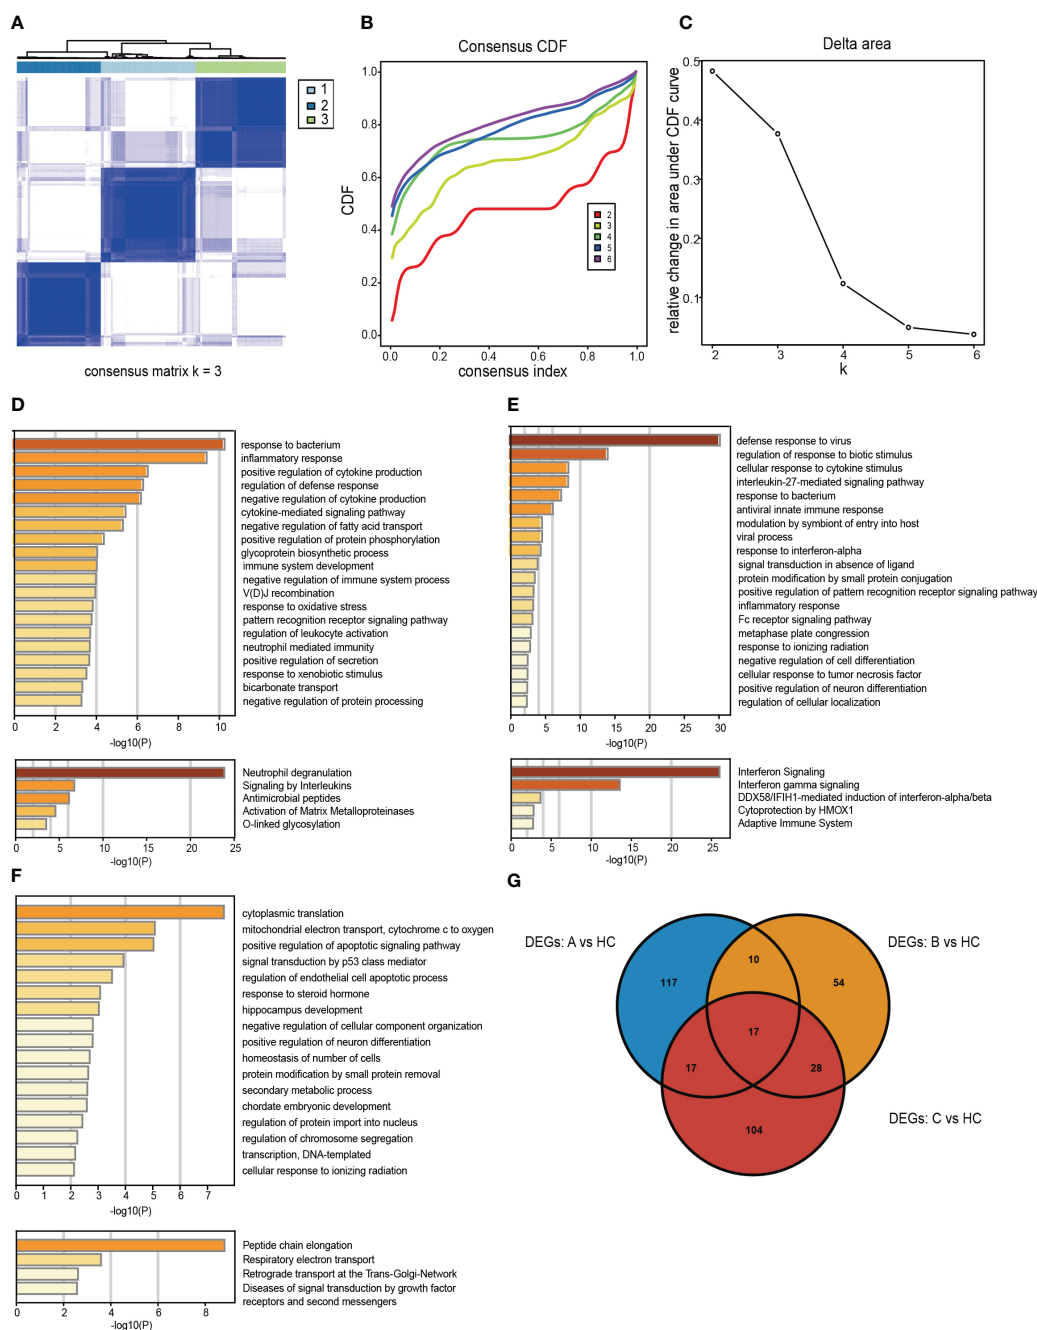 A
1
2
3
consensus matrix k = 3
B
Consensus CDF
CDF
1.0
0.8
0.6
0.4
0.2
0.0
2
3
4
5
6
0.0 0.2 0.4 0.6 0.8 1.0
consensus index
C
Delta area
relative change in area under CDF curve
0.5
0.4
0.3
0.2
0.1
2 3 4 5 6
k
D
response to bacterium
inflammatory response
positive regulation of cytokine production
regulation of defense response
negative regulation of cytokine production
cytokine-mediated signaling pathway
negative regulation of fatty acid transport
positive regulation of protein phosphorylation
glycoprotein biosynthetic process
immune system development
negative regulation of immune system process
V(D)J recombination
response to oxidative stress
pattern recognition receptor signaling pathway
regulation of leukocyte activation
neutrophil mediated immunity
positive regulation of secretion
response to xenobiotic stimulus
bicarbonate transport
negative regulation of protein processing
0 2 4 6 8 10
-log10(P)
Neutrophil degranulation
Signaling by Interleukins
Antimicrobial peptides
Activation of Matrix Metalloproteinases
O-linked glycosylation
0 5 10 15 20 25
-log10(P)
E
defense response to virus
regulation of response to biotic stimulus
cellular response to cytokine stimulus
interleukin-27-mediated signaling pathway
response to bacterium
antiviral innate immune response
modulation by symbiont of entry into host
viral process
response to interferon-alpha
signal transduction in absence of ligand
protein modification by small protein conjugation
positive regulation of pattern recognition receptor signaling pathway
inflammatory response
Fc receptor signaling pathway
metaphase plate congression
response to ionizing radiation
negative regulation of cell differentiation
cellular response to tumor necrosis factor
positive regulation of neuron differentiation
regulation of cellular localization
0 5 10 15 20 25 30
-log10(P)
Interferon Signaling
Interferon gamma signaling
DDX58/IFIH1-mediated induction of interferon-alpha/beta
Cytoprotection by HMOX1
Adaptive Immune System
0 5 10 15 20 25
-log10(P)
F
cytoplasmic translation
mitochondrial electron transport, cytochrome c to oxygen
positive regulation of apoptotic signaling pathway
signal transduction by p53 class mediator
regulation of endothelial cell apoptotic process
response to steroid hormone
hippocampus development
negative regulation of cellular component organization
positive regulation of neuron differentiation
homeostasis of number of cells
protein modification by small protein removal
secondary metabolic process
chordate embryonic development
regulation of protein import into nucleus
regulation of chromosome segregation
transcription, DNA-templated
cellular response to ionizing radiation
0 1 2 3 4 5 6 7
-log10(P)
Peptide chain elongation
Respiratory electron transport
Retrograde transport at the Trans-Golgi-Network
Diseases of signal transduction by growth factor
receptors and second messengers
0 2 4 6 8
-log10(P)
G
DEGs: A vs HC
DEGs: B vs HC
10
117
54
17
17
28
DEGs: C vs HC
104